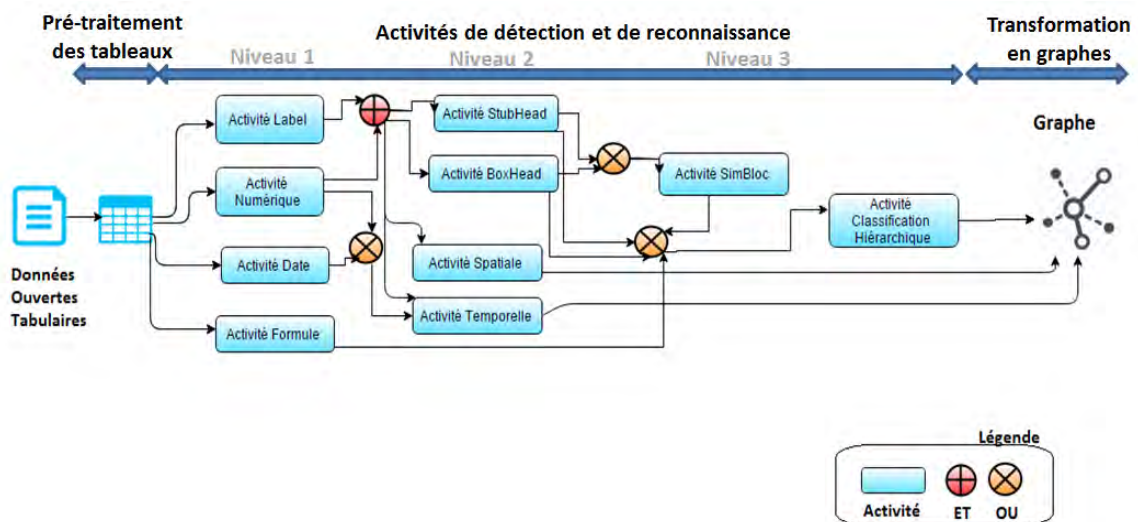 Pré-traitement
des tableaux
Activités de détection et de reconnaissance
Transformation
en graphes
Niveau 1
Niveau 2
Niveau 3
Activité Label
Activité StubHead
Graphe
Activité
Numérique
Activité BoxHead
Activité SimBloc
Activité
Classification
Hiérarchique
Activité Date
Activité Spatiale
Données
Ouvertes
Tabulaires
Activité Formule
Activité Temporelle
Légende
Activité
ET
OU